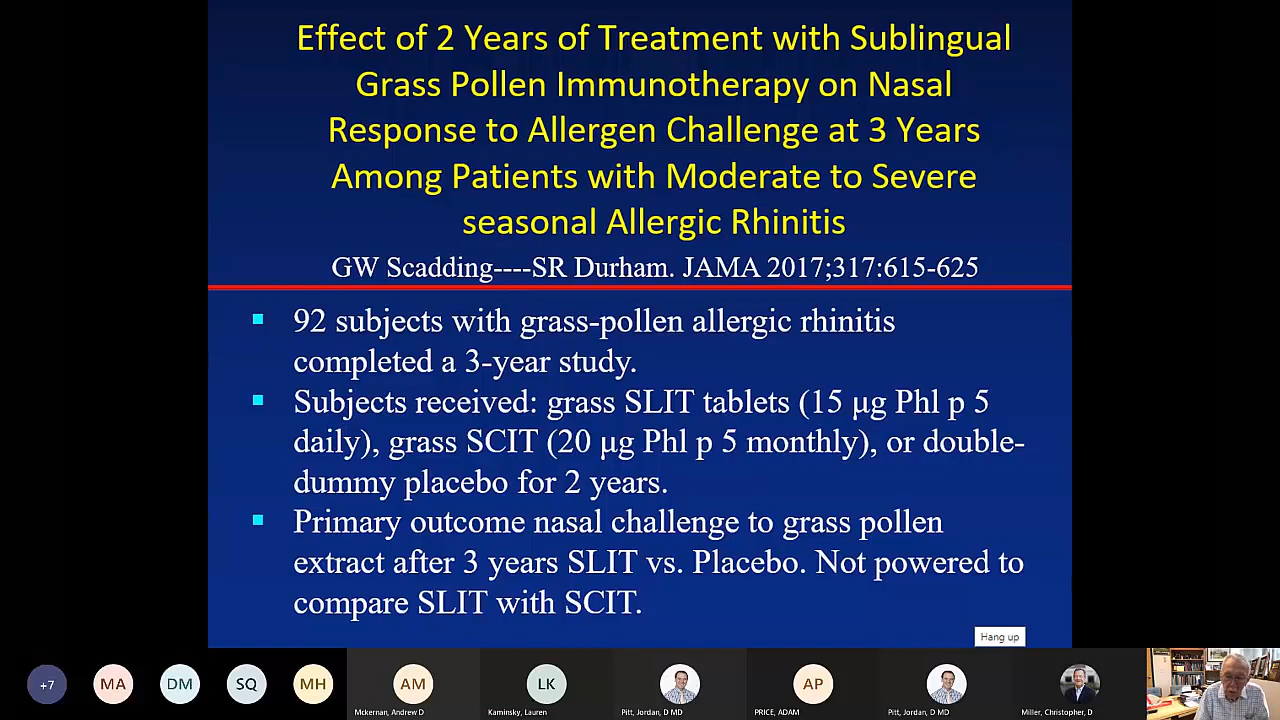 Effect of 2 Years of Treatment with Sublingual
Grass Pollen Immunotherapy on Nasal
Response to Allergen Challenge at 3 Years
Among Patients with Moderate to Severe
seasonal Allergic Rhinitis
GW Scadding----SR Durham. JAMA 2017;317:615-625
92 subjects with grass-pollen allergic rhinitis
completed a 3-year study.
Subjects received: grass SLIT tablets (15 µg Phl p 5
daily), grass SCIT (20 µg Phl p 5 monthly), or double-
dummy placebo for 2 years.
Primary outcome nasal challenge to grass pollen
extract after 3 years SLIT vs. Placebo. Not powered to
compare SLIT with SCIT.
Hang up
+7
MA
DM
SQ
MH
AM
LK
AP
Mckernan, Andrew D
Kaminsky, Lauren
Pitt, Jordan, D MD
PRICE, ADAM
Pitt, Jordan, D MD
Miller, Christopher, D